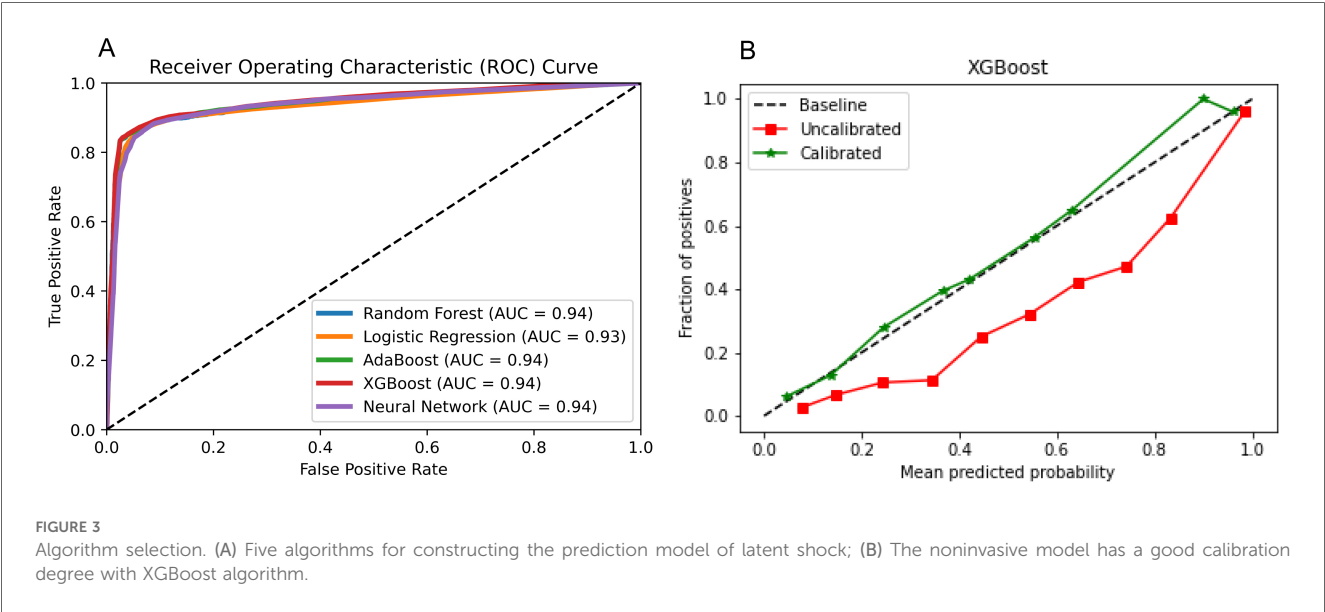 A
Receiver Operating Characteristic (ROC) Curve
1.0
0.8
0.6
0.4
0.2
0.0
True Positive Rate
Random Forest (AUC = 0.94)
Logistic Regression (AUC = 0.93)
AdaBoost (AUC = 0.94)
XGBoost (AUC = 0.94)
Neural Network (AUC = 0.94)
0.0 0.2 0.4 0.6 0.8 1.0
False Positive Rate
B
XGBoost
1.0
0.8
0.6
0.4
0.2
0.0
Fraction of positives
Baseline
Uncalibrated
Calibrated
0.0 0.2 0.4 0.6 0.8 1.0
Mean predicted probability
FIGURE 3
Algorithm selection. (A) Five algorithms for constructing the prediction model of latent shock; (B) The noninvasive model has a good calibration
degree with XGBoost algorithm.